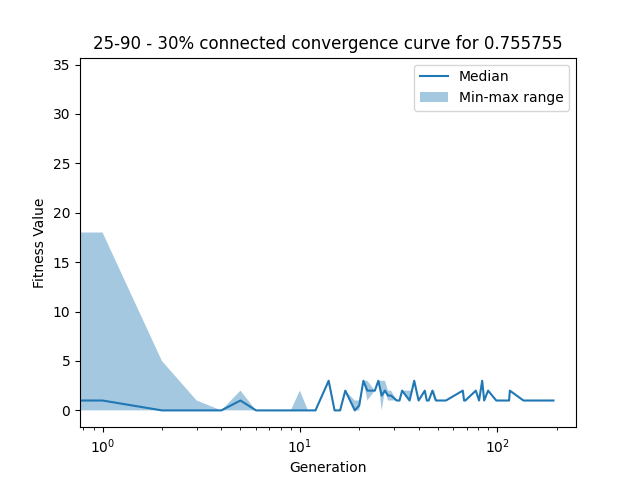 25-90 - 30% connected convergence curve for 0.755755
Median
Min-max range
Fitness Value
35
30
25
20
15
10
5
0
10⁰
10¹
10²
Generation